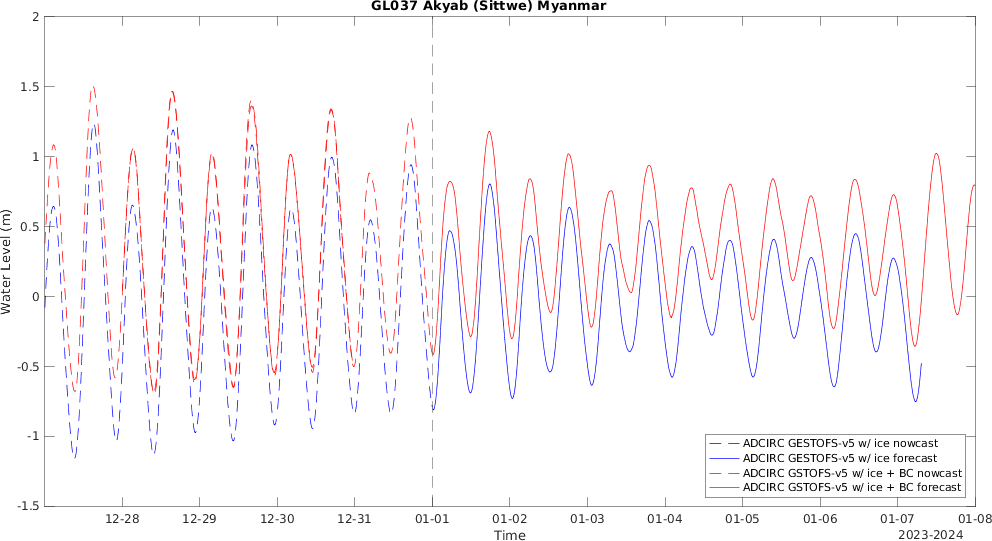 GL037 Akyab (Sittwe) Myanmar
2
1.5
1
0.5
0
-0.5
-1
-1.5
Water Level (m)
ADCIRC GESTOFS-v5 w/ ice nowcast
ADCIRC GESTOFS-v5 w/ ice forecast
ADCIRC GSTOFS-v5 w/ ice + BC nowcast
ADCIRC GSTOFS-v5 w/ ice + BC forecast
12-28 12-29 12-30 12-31 01-01 01-02 01-03 01-04 01-05 01-06 01-07 01-08
Time
2023-2024